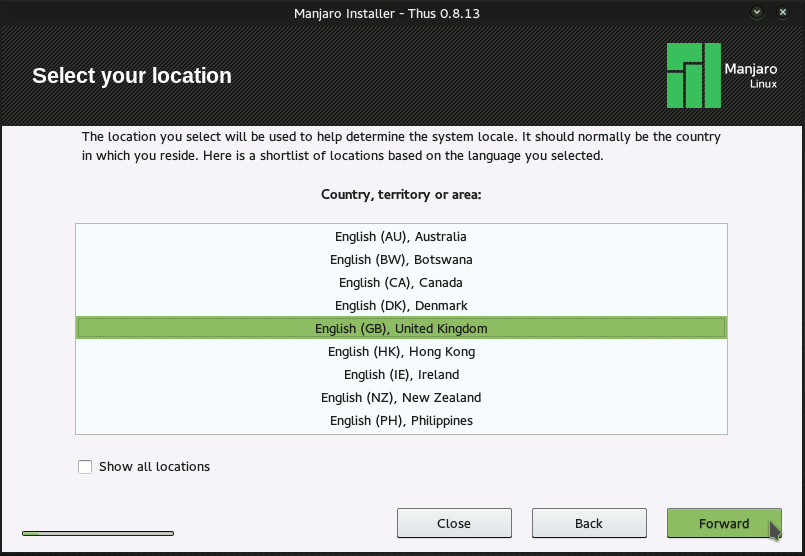 Manjaro Installer - Thus 0.8.13
Select your location
Manjaro
Linux
The location you select will be used to help determine the system locale. It should normally be the country
in which you reside. Here is a shortlist of locations based on the language you selected.
Country, territory or area:
English (AU), Australia
English (BW), Botswana
English (CA), Canada
English (DK), Denmark
English (GB), United Kingdom
English (HK), Hong Kong
English (IE), Ireland
English (NZ), New Zealand
English (PH), Philippines
Show all locations
Close
Back
Forward